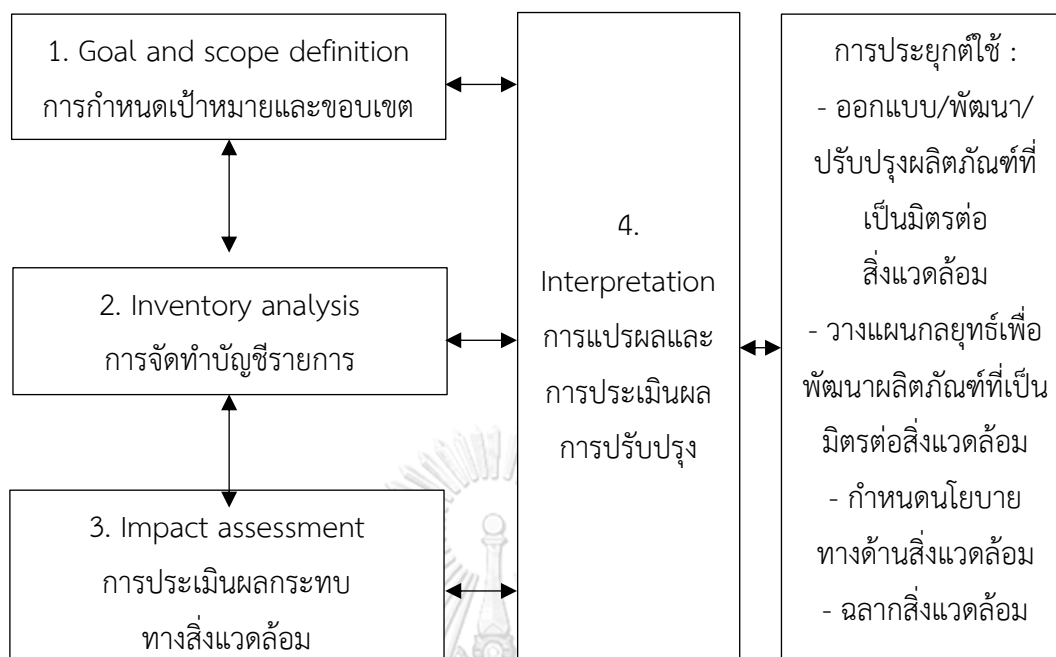 1. Goal and scope definition
การกำหนดเป้าหมายและขอบเขต
2. Inventory analysis
การจัดทำบัญชีรายการ
3. Impact assessment
การประเมินผลกระทบ
ทางสิ่งแวดล้อม
4.
Interpretation
การแปรผลและ
การประเมินผล
การปรับปรุง
การประยุกต์ใช้ :
- ออกแบบ/พัฒนา/
ปรับปรุงผลิตภัณฑ์ที่
เป็นมิตรต่อ
สิ่งแวดล้อม
- วางแผนกลยุทธ์เพื่อ
พัฒนาผลิตภัณฑ์ที่เป็น
มิตรต่อสิ่งแวดล้อม
- กำหนดนโยบาย
ทางด้านสิ่งแวดล้อม
- ฉลากสิ่งแวดล้อม